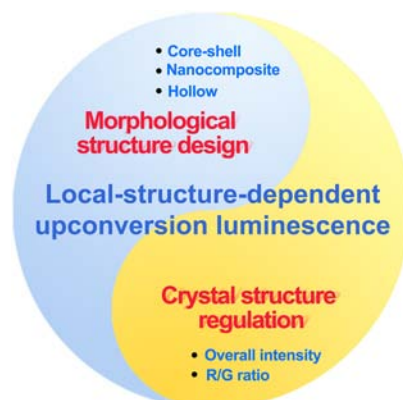 • Core-shell
• Nanocomposite
• Hollow
Morphological
structure design
Local-structure-dependent
upconversion luminescence
Crystal structure
regulation
• Overall intensity
• R/G ratio